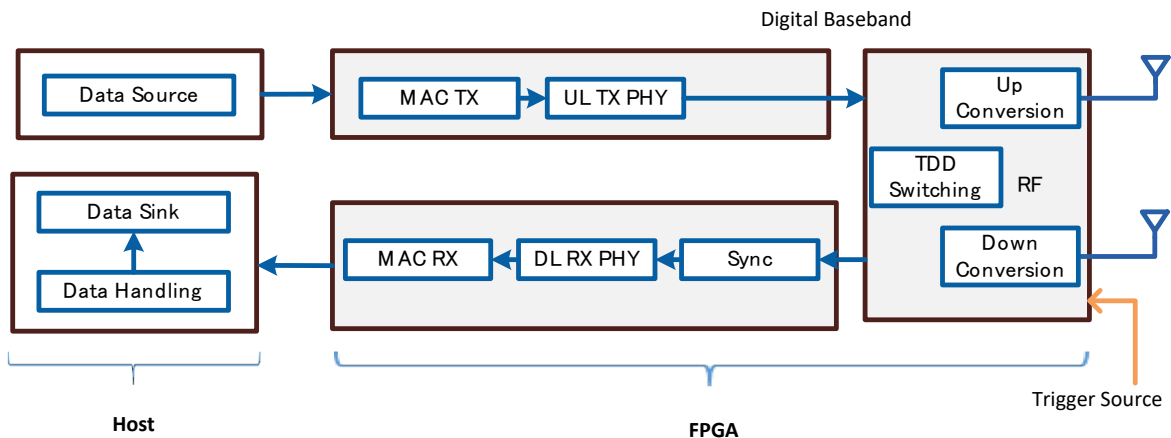 Digital Baseband
Data Source
MAC TX
UL TX PHY
Up
Conversion
TDD
Switching
RF
Data Sink
Data Handling
MAC RX
DL RX PHY
Sync
Down
Conversion
Trigger Source
Host
FPGA